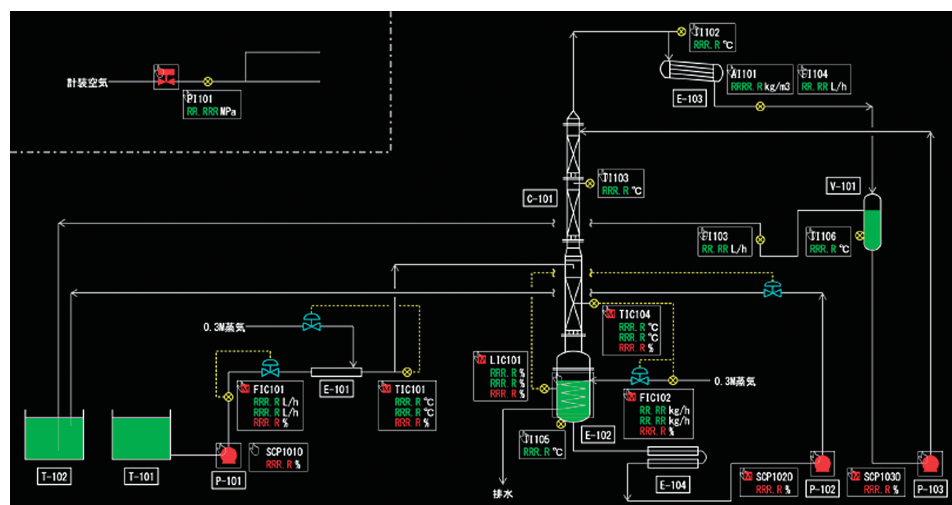 TI102
RRR.R ℃
計装空気
PI101
RR.RRR MPa
AI101
RRRR.R kg/m3
FI104
RR.RR L/h
E-103
TI103
RRR.R ℃
C-101
V-101
FI103
RR.RR L/h
TI106
RRR.R ℃
0.3M蒸気
TIC104
RRR.R ℃
RRR.R ℃
RRR.R %
LIC101
RRR.R %
RRR.R %
RRR.R %
0.3M蒸気
FIC101
RRR.R L/h
RRR.R L/h
RRR.R %
E-101
TIC101
RRR.R ℃
RRR.R ℃
RRR.R %
FIC102
RR.RR kg/h
RR.RR kg/h
RRR.R %
TI105
RRR.R ℃
E-102
SCP1010
RRR.R %
T-102
T-101
P-101
E-104
SCP1020
RRR.R %
P-102
SCP1030
RRR.R %
P-103
排水